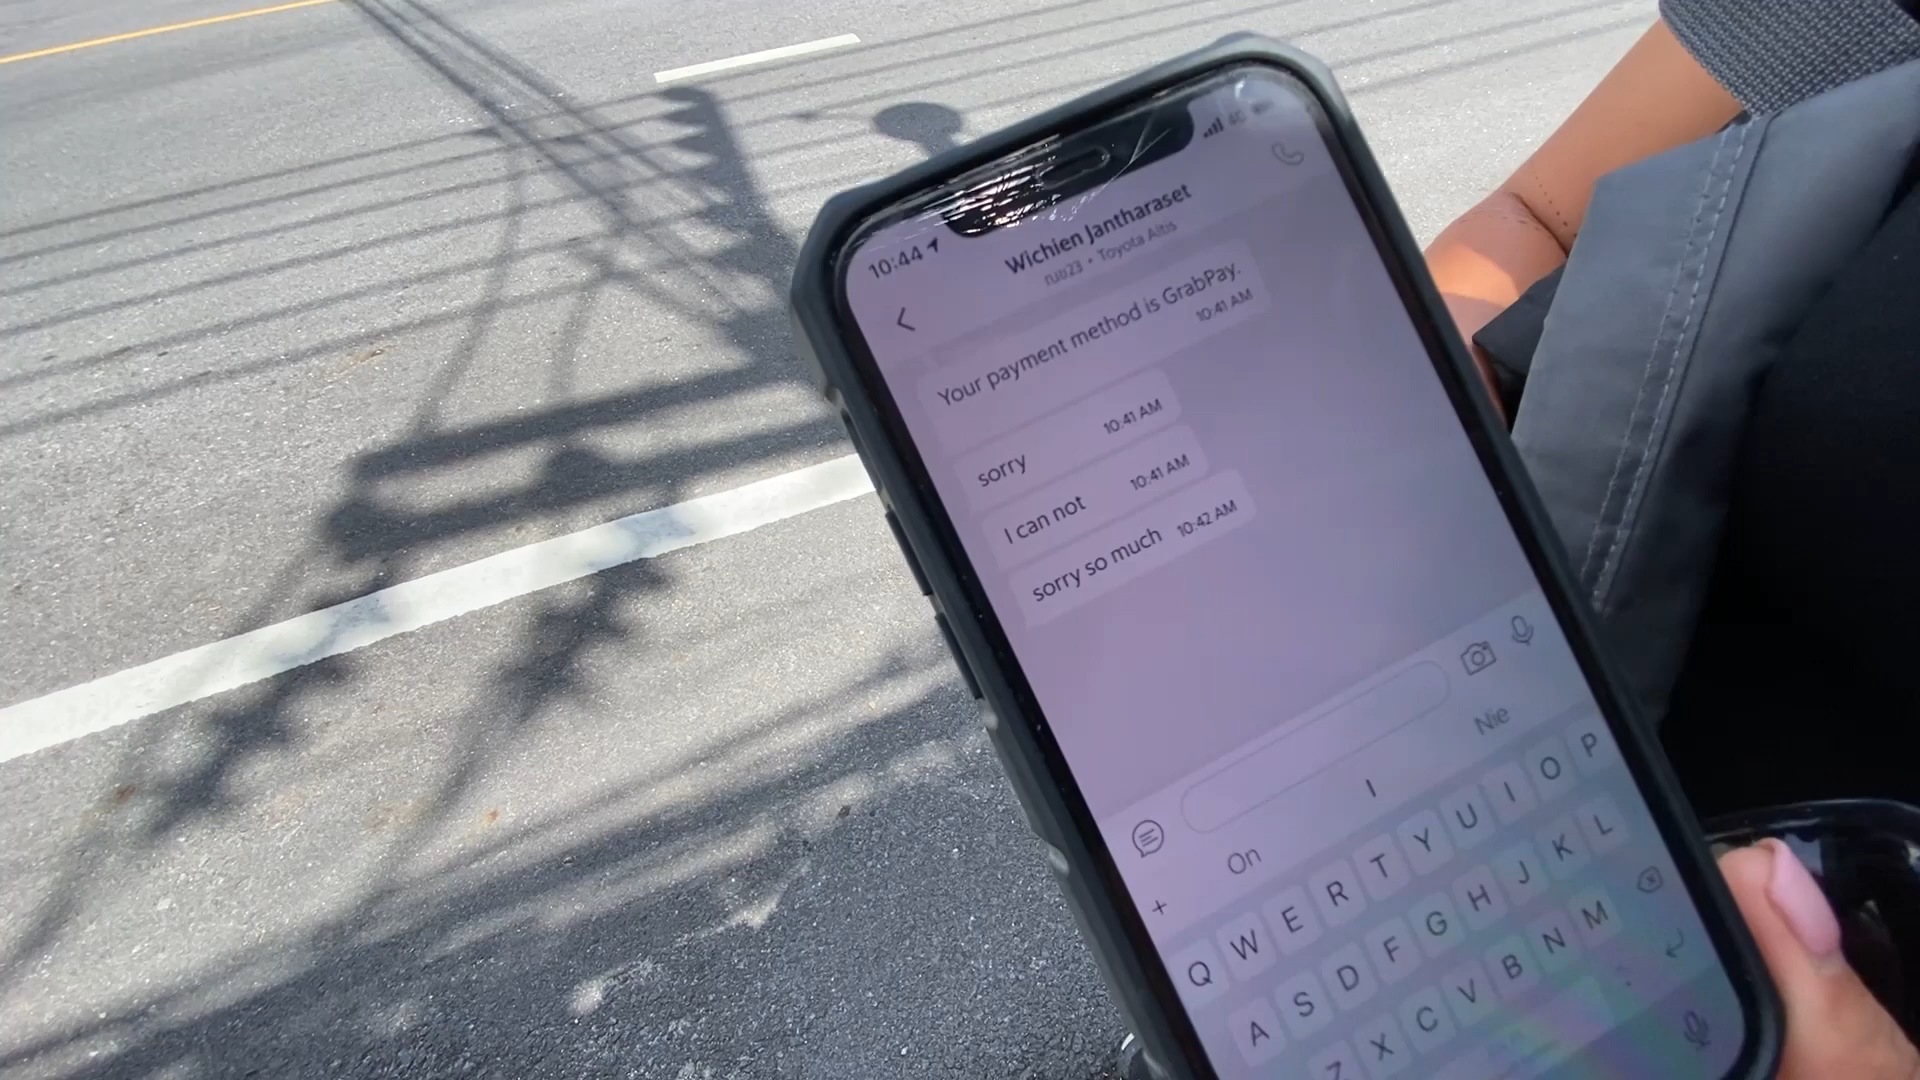 10:44
4G
Wichien Jantharaset
Toyota Altis
Your payment method is GrabPay.
10:41 AM
sorry
10:41 AM
I can not
10:41 AM
sorry so much
10:42 AM
On
I
Nie
Q W E R T Y U I O P
A S D F G H J K L
Z X C V B N M